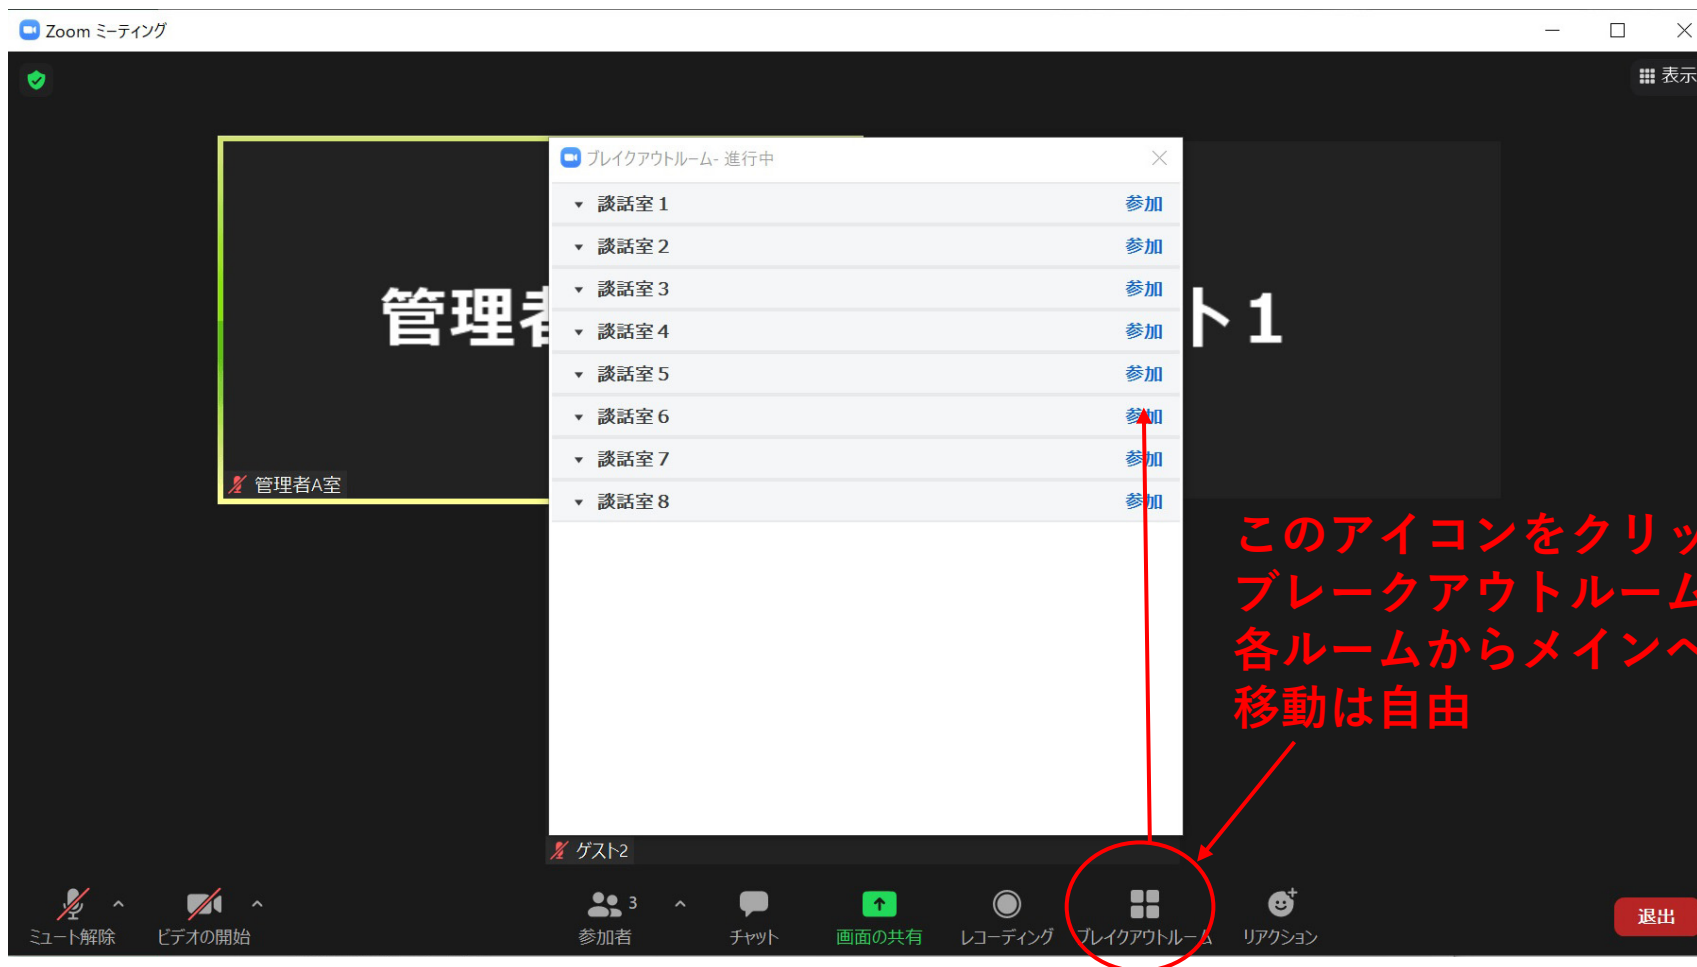 Zoom ミーティング
表示
ブレイクアウトルーム- 進行中
談話室 1 参加
談話室 2 参加
談話室 3 参加
談話室 4 参加
談話室 5 参加
談話室 6 参加
談話室 7 参加
談話室 8 参加
管理者
ト1
管理者A室
このアイコンをクリッ
ブレークアウトルーム
各ルームからメインへ
移動は自由
ゲスト2
3
ミュート解除 ビデオの開始 参加者 チャット 画面の共有 レコーディング ブレイクアウトルーム リアクション 退出